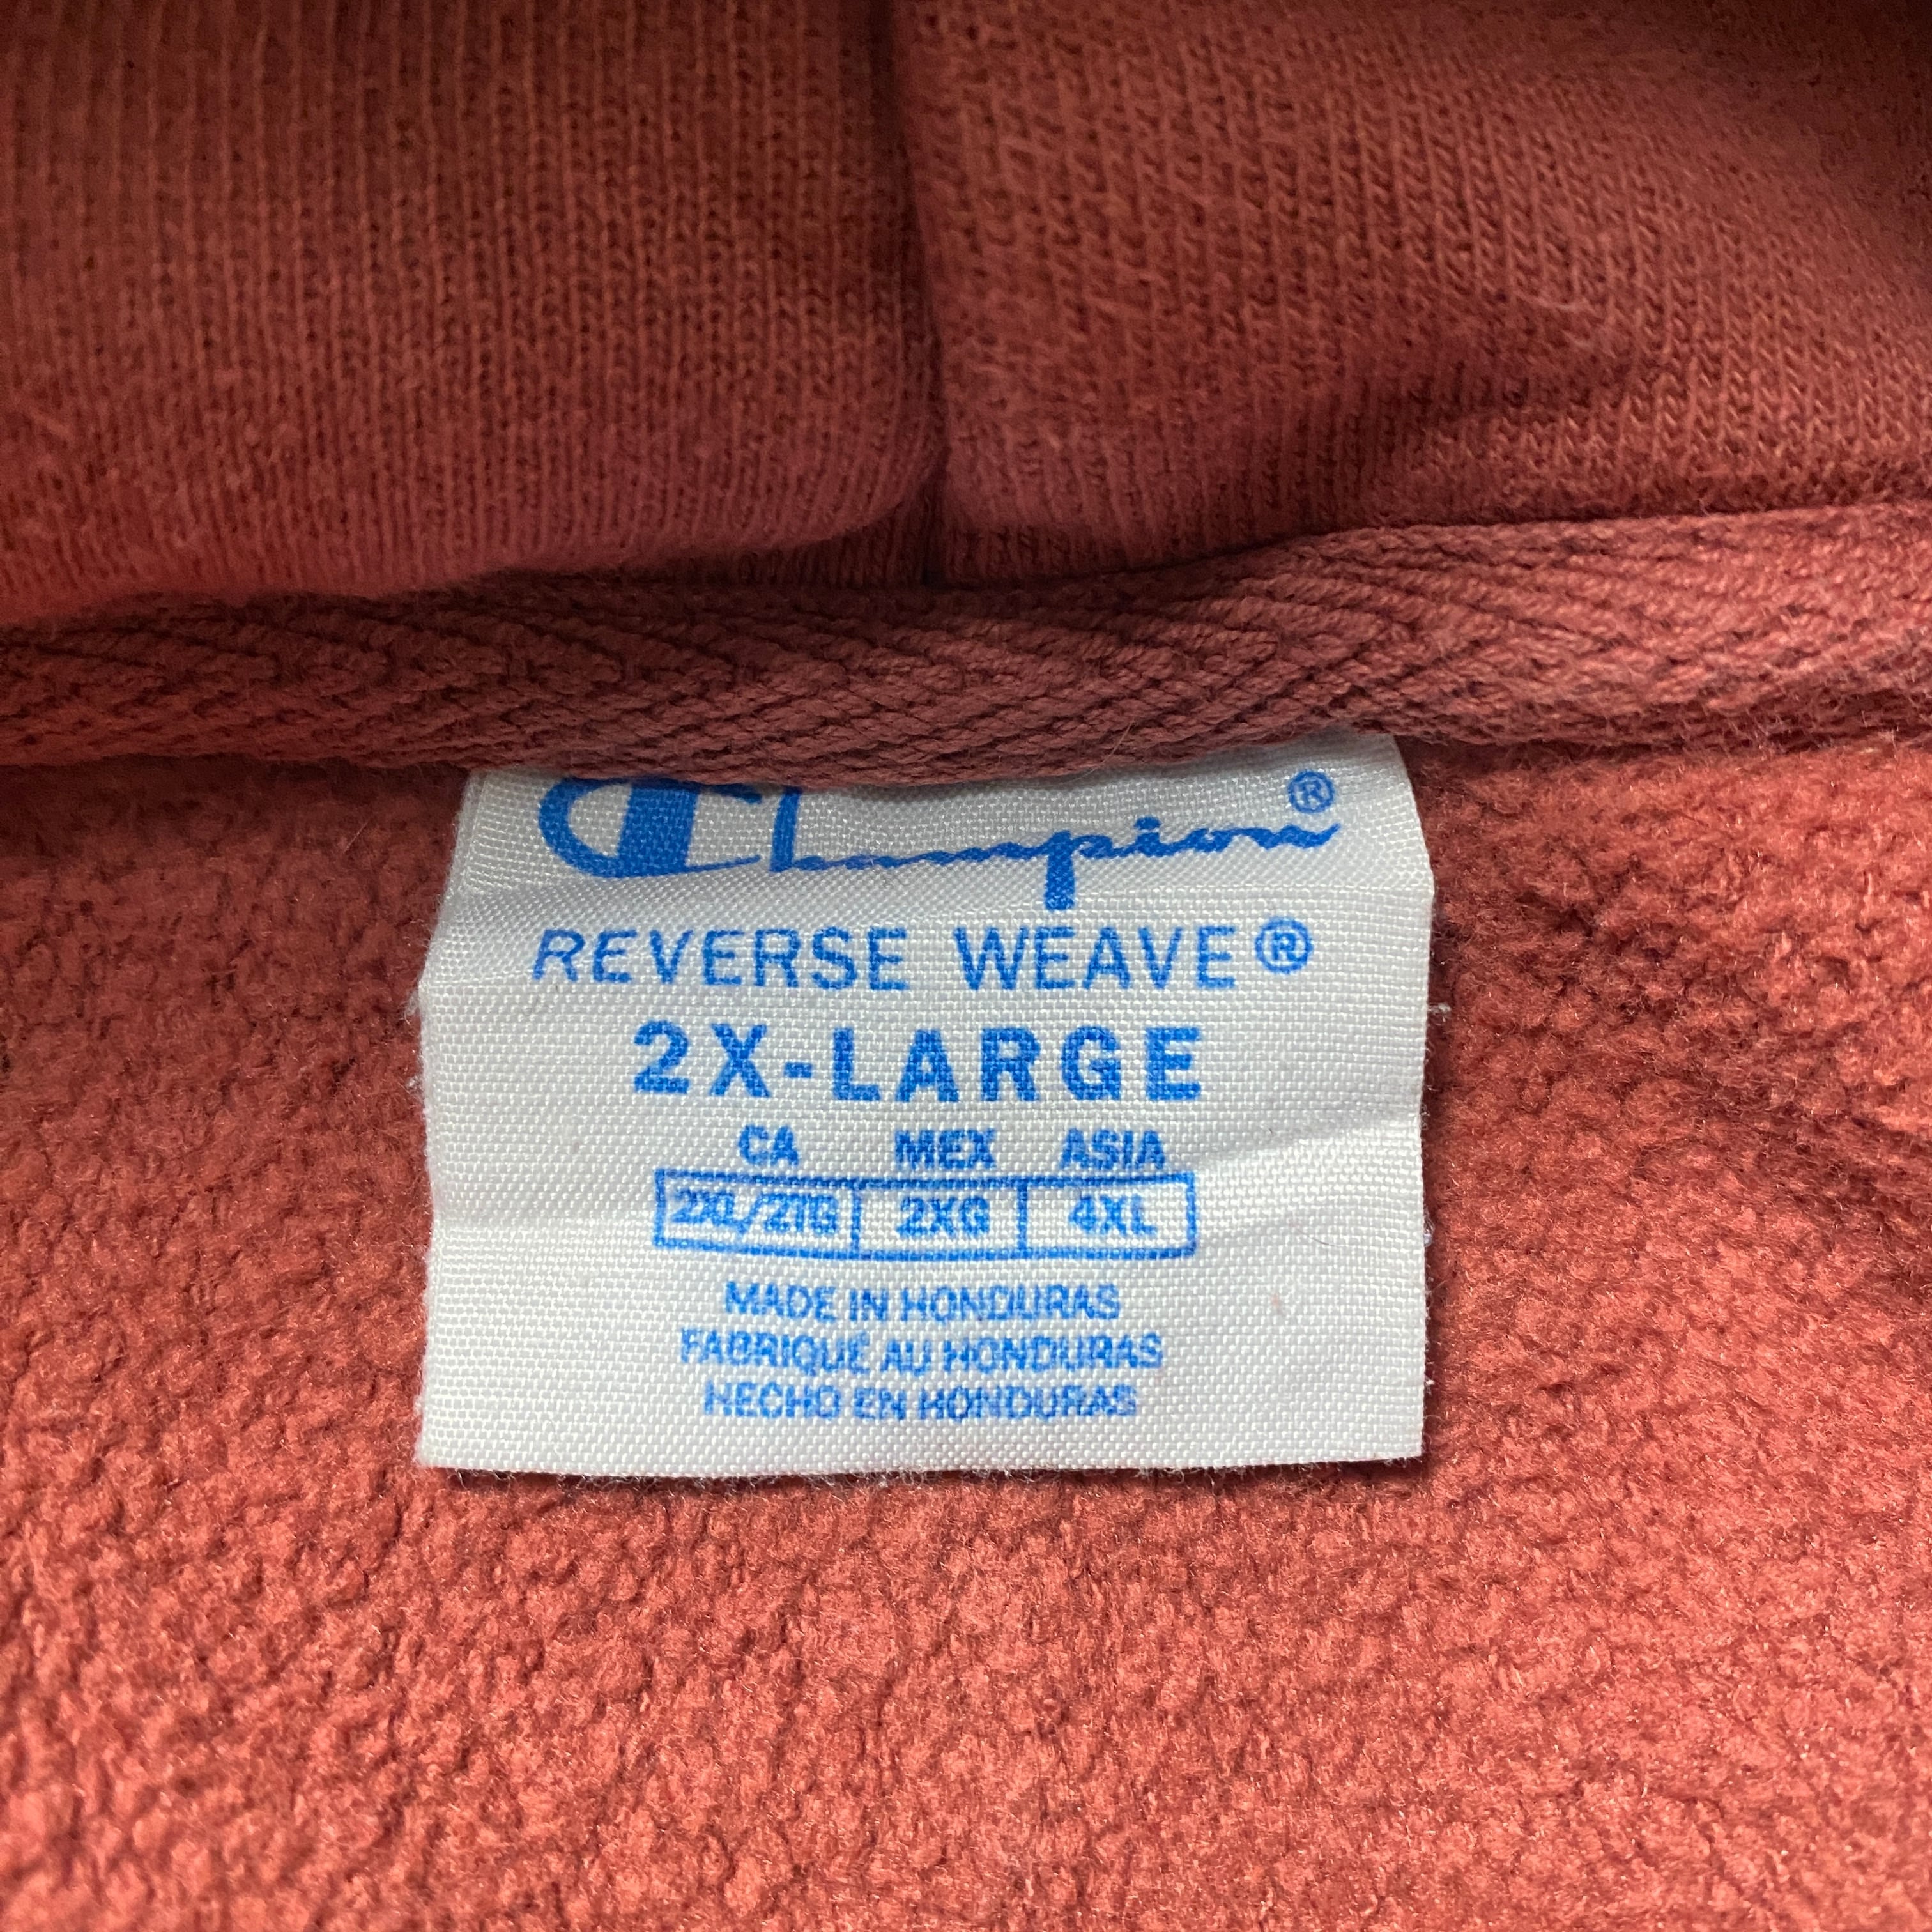 Champion®
REVERSE WEAVE®
2X-LARGE
CA MEX ASIA
2XL/2TTG 2XG 4XL
MADE IN HONDURAS
FABRIQUÉ AU HONDURAS
HECHO EN HONDURAS